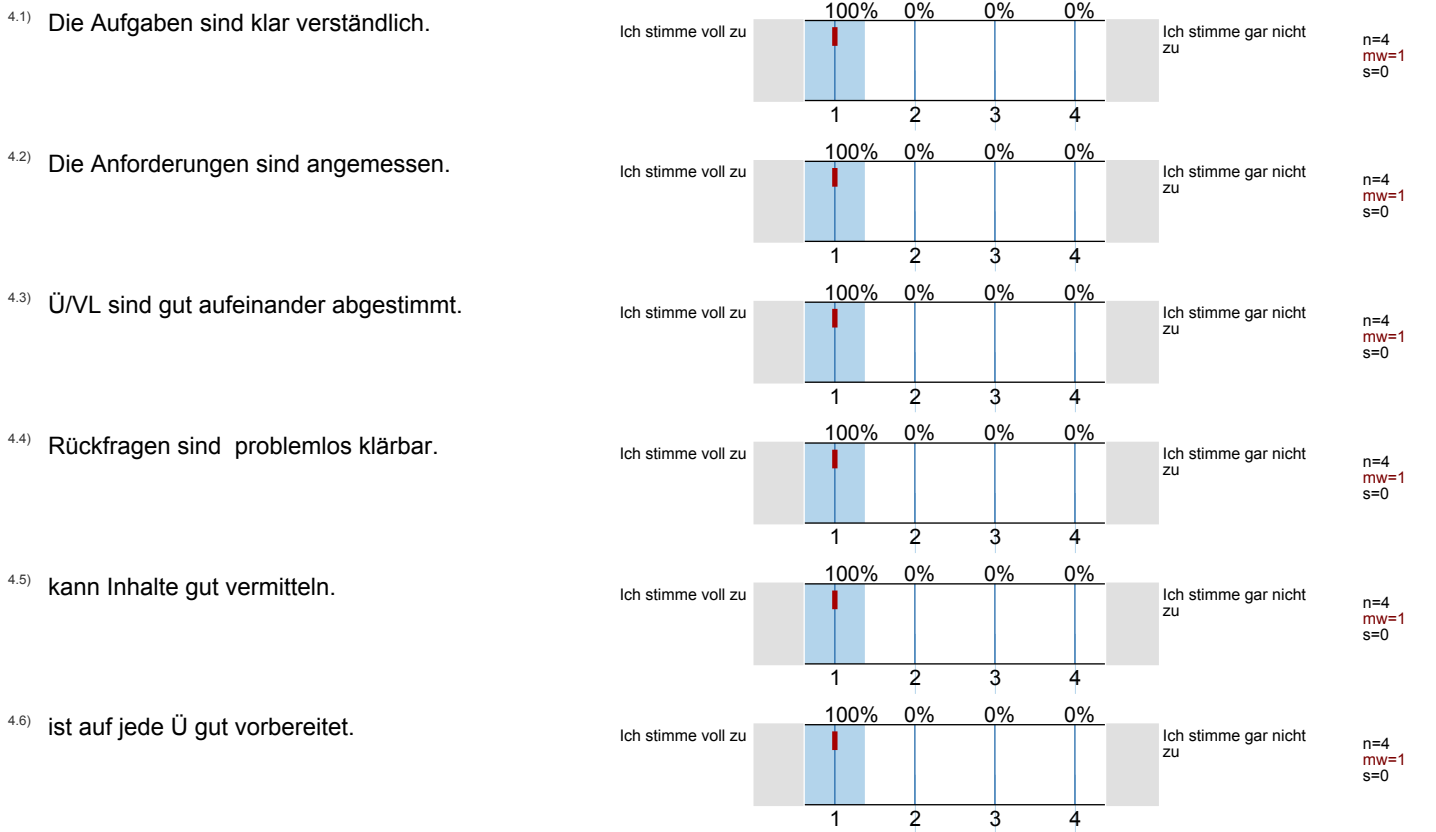 4.1) Die Aufgaben sind klar verständlich.
100% 0% 0% 0%
Ich stimme voll zu
Ich stimme gar nicht
zu
n=4
mw=1
s=0
1 2 3 4
4.2) Die Anforderungen sind angemessen.
100% 0% 0% 0%
Ich stimme voll zu
Ich stimme gar nicht
zu
n=4
mw=1
s=0
1 2 3 4
4.3) Ü/VL sind gut aufeinander abgestimmt.
100% 0% 0% 0%
Ich stimme voll zu
Ich stimme gar nicht
zu
n=4
mw=1
s=0
1 2 3 4
4.4) Rückfragen sind  problemlos klärbar.
100% 0% 0% 0%
Ich stimme voll zu
Ich stimme gar nicht
zu
n=4
mw=1
s=0
1 2 3 4
4.5) kann Inhalte gut vermitteln.
100% 0% 0% 0%
Ich stimme voll zu
Ich stimme gar nicht
zu
n=4
mw=1
s=0
1 2 3 4
4.6) ist auf jede Ü gut vorbereitet.
100% 0% 0% 0%
Ich stimme voll zu
Ich stimme gar nicht
zu
n=4
mw=1
s=0
1 2 3 4